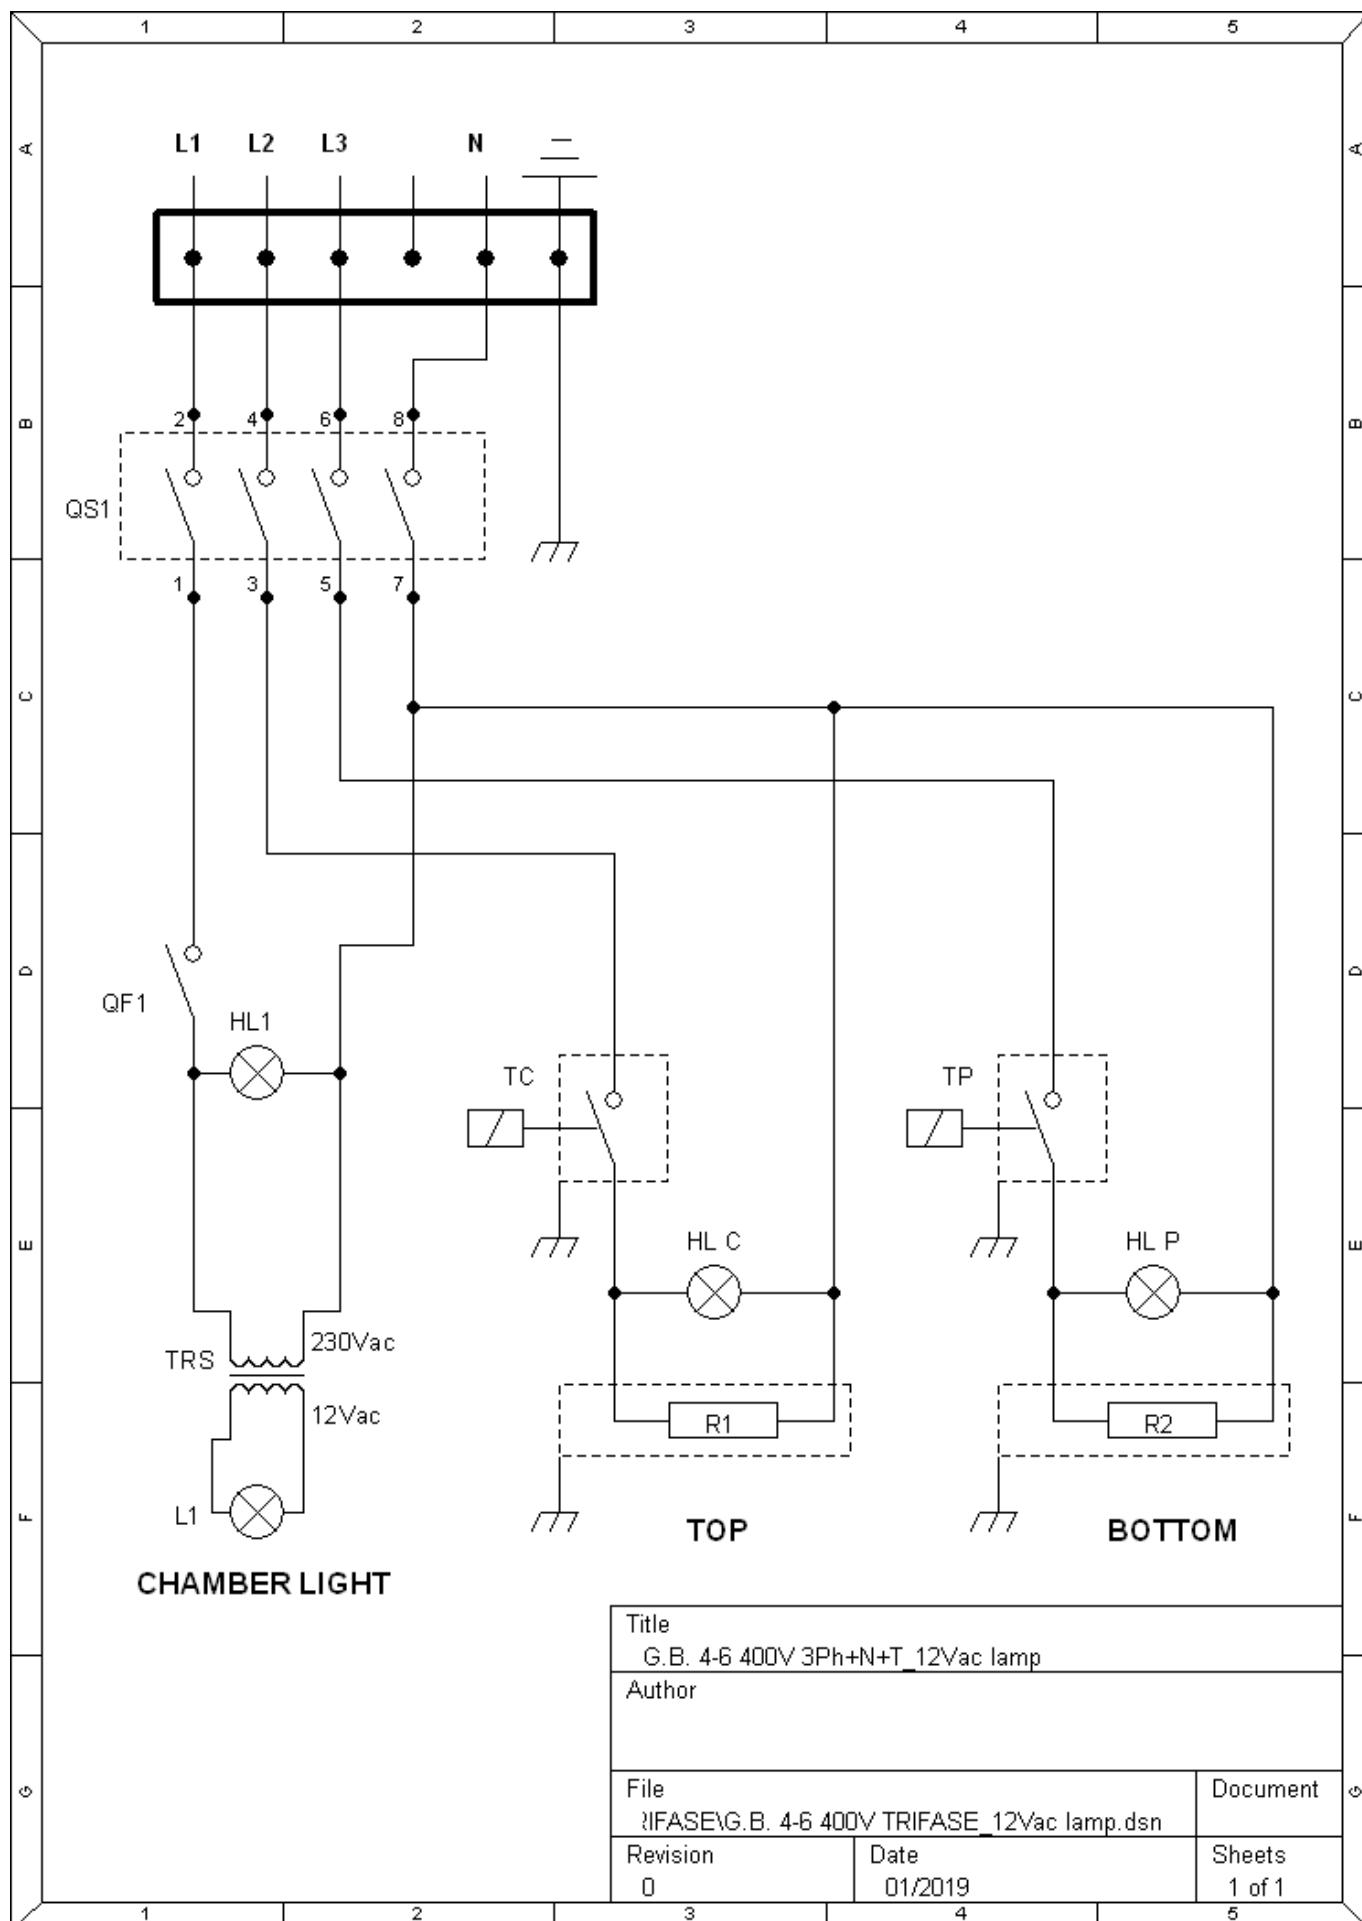 1 2 3 4 5
A A
L1 L2 L3 N
B B
2 4 6 8
QS1
1 3 5 7
C C
D D
QF1
HL1
TC TP
E E
HL C HL P
230Vac
TRS
12Vac
R1 R2
L1
F F
TOP BOTTOM
CHAMBER LIGHT
Title
G.B. 4-6 400V 3Ph+N+T_12Vac lamp
Author
G G
File Document
RIFASE\G.B. 4-6 400V TRIFASE_12Vac lamp.dsn
Revision Date Sheets
0 01/2019 1 of 1
1 2 3 4 5